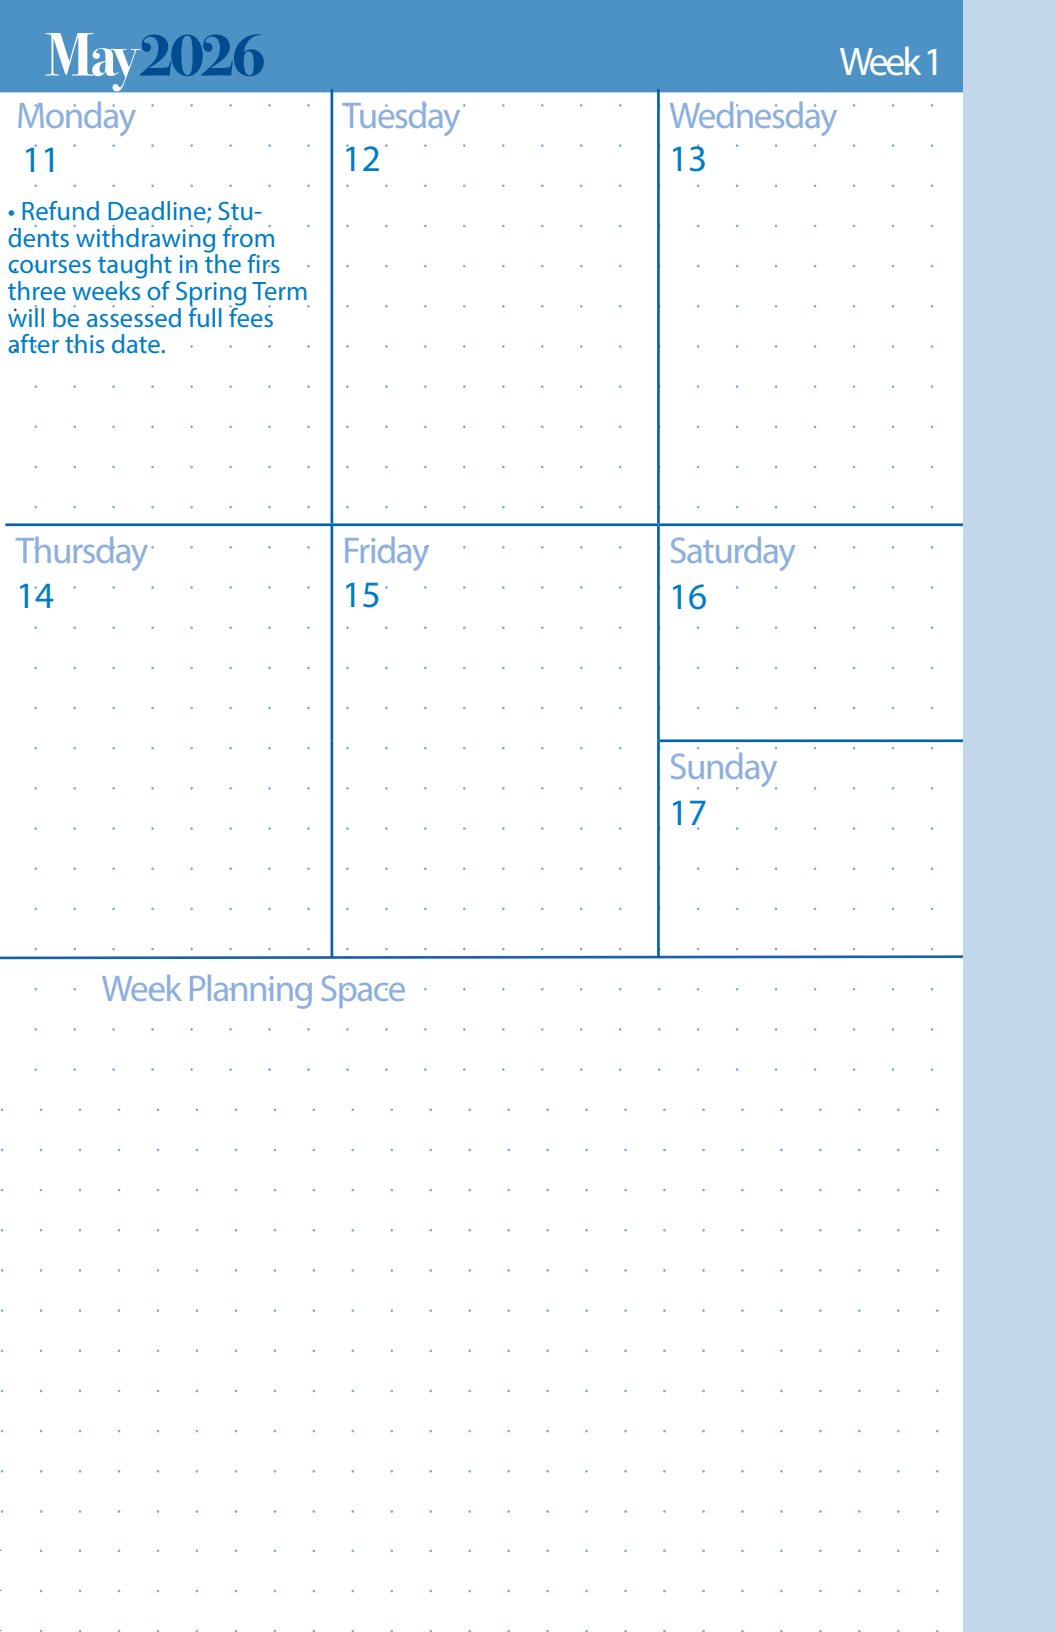 May 2026
Week 1
Monday
11
• Refund Deadline; Stu-
dents withdrawing from
courses taught in the firs
three weeks of Spring Term
will be assessed full fees
after this date.
Tuesday
12
Wednesday
13
Thursday
14
Friday
15
Saturday
16
Sunday
17
Week Planning Space